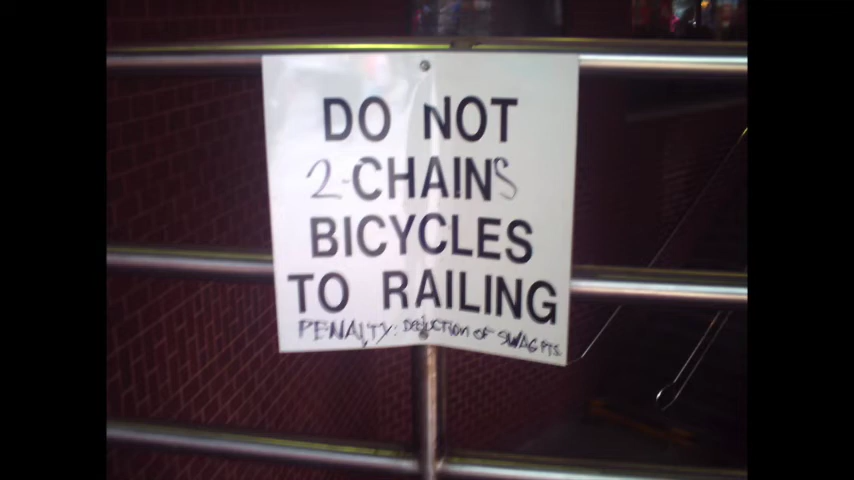 DO NOT
2-CHAINS
BICYCLES
TO RAILING
PENALTY: DEDUCTION OF SWAG PTS